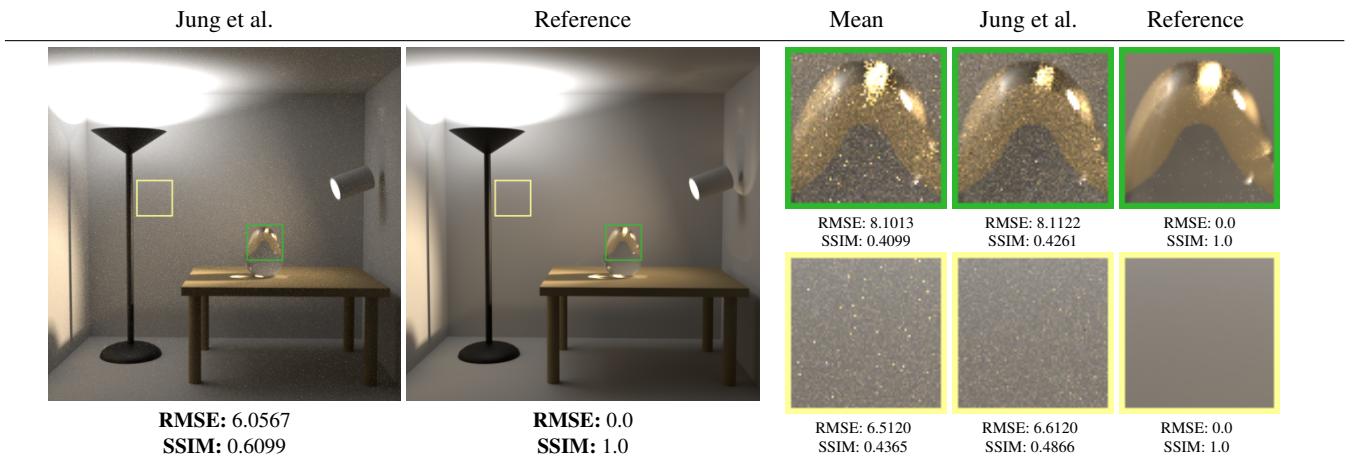 Jung et al. Reference Mean Jung et al. Reference
RMSE: 8.1013 RMSE: 8.1122 RMSE: 0.0
SSIM: 0.4099 SSIM: 0.4261 SSIM: 1.0
RMSE: 6.0567 RMSE: 0.0
SSIM: 0.6099 SSIM: 1.0
RMSE: 6.5120 RMSE: 6.6120 RMSE: 0.0
SSIM: 0.4365 SSIM: 0.4866 SSIM: 1.0